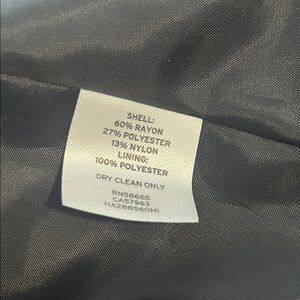 SHELL:
60% RAYON
27% POLYESTER
13% NYLON
LINING:
100% POLYESTER
DRY CLEAN ONLY
RN58665
CA57963
HA288560MI